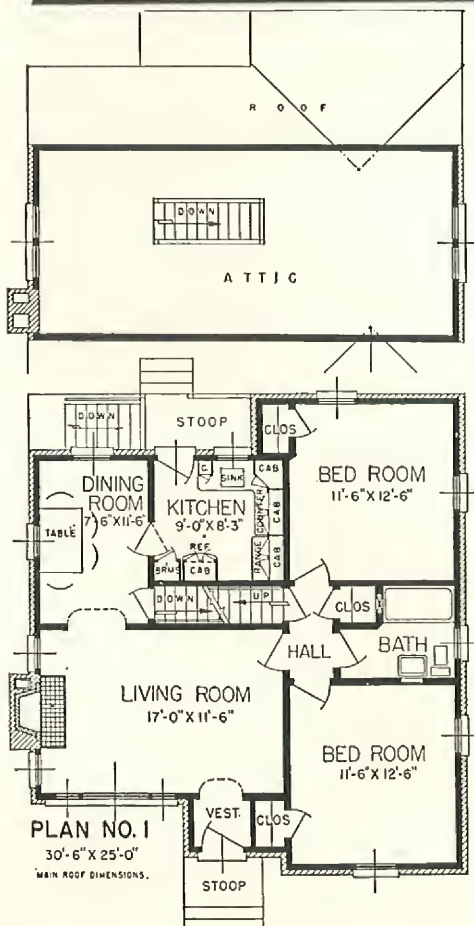 ROOF
DOWN
ATTIC
DOWN
STOOP
CLOS
BED ROOM
11'-6" X 12'-6"
DINING
ROOM
7'-6" X 11'-6"
TABLE
C.
SINK
CAB
KITCHEN
9'-0" X 8'-3"
COUNTER
CAB
REF.
BRMS
CAB
RANGE
CAB
DOWN
UP
CLOS
HALL
BATH
LIVING ROOM
17'-0" X 11'-6"
BED ROOM
11'-6" X 12'-6"
VEST.
CLOS
STOOP
PLAN NO. 1
30'-6" X 25'-0"
MAIN ROOF DIMENSIONS.